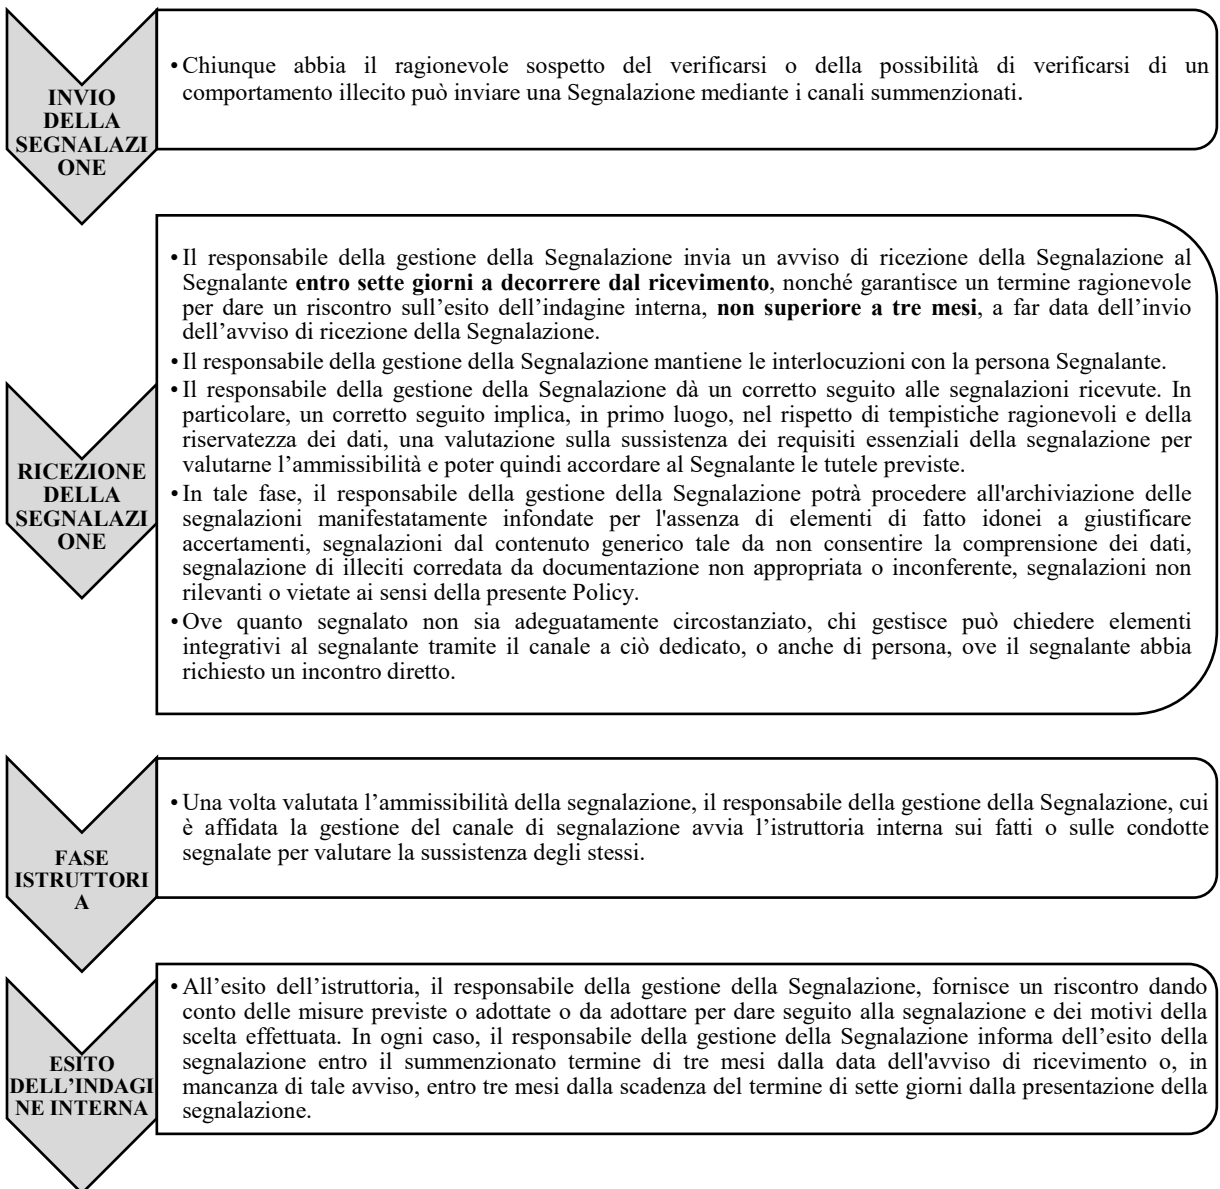 INVIO
DELLA
SEGNALAZI
ONE
• Chiunque abbia il ragionevole sospetto del verificarsi o della possibilità di verificarsi di un
comportamento illecito può inviare una Segnalazione mediante i canali summenzionati.
RICEZIONE
DELLA
SEGNALAZI
ONE
• Il responsabile della gestione della Segnalazione invia un avviso di ricezione della Segnalazione al
Segnalante entro sette giorni a decorrere dal ricevimento, nonché garantisce un termine ragionevole
per dare un riscontro sull’esito dell’indagine interna, non superiore a tre mesi, a far data dell’invio
dell’avviso di ricezione della Segnalazione.
• Il responsabile della gestione della Segnalazione mantiene le interlocuzioni con la persona Segnalante.
• Il responsabile della gestione della Segnalazione dà un corretto seguito alle segnalazioni ricevute. In
particolare, un corretto seguito implica, in primo luogo, nel rispetto di tempistiche ragionevoli e della
riservatezza dei dati, una valutazione sulla sussistenza dei requisiti essenziali della segnalazione per
valutarne l’ammissibilità e poter quindi accordare al Segnalante le tutele previste.
• In tale fase, il responsabile della gestione della Segnalazione potrà procedere all'archiviazione delle
segnalazioni manifestatamente infondate per l'assenza di elementi di fatto idonei a giustificare
accertamenti, segnalazioni dal contenuto generico tale da non consentire la comprensione dei dati,
segnalazione di illeciti corredata da documentazione non appropriata o inconferente, segnalazioni non
rilevanti o vietate ai sensi della presente Policy.
• Ove quanto segnalato non sia adeguatamente circostanziato, chi gestisce può chiedere elementi
integrativi al segnalante tramite il canale a ciò dedicato, o anche di persona, ove il segnalante abbia
richiesto un incontro diretto.
FASE
ISTRUTTORI
A
• Una volta valutata l’ammissibilità della segnalazione, il responsabile della gestione della Segnalazione, cui
è affidata la gestione del canale di segnalazione avvia l’istruttoria interna sui fatti o sulle condotte
segnalate per valutare la sussistenza degli stessi.
ESITO
DELL’INDAGI
NE INTERNA
• All’esito dell’istruttoria, il responsabile della gestione della Segnalazione, fornisce un riscontro dando
conto delle misure previste o adottate o da adottare per dare seguito alla segnalazione e dei motivi della
scelta effettuata. In ogni caso, il responsabile della gestione della Segnalazione informa dell’esito della
segnalazione entro il summenzionato termine di tre mesi dalla data dell'avviso di ricevimento o, in
mancanza di tale avviso, entro tre mesi dalla scadenza del termine di sette giorni dalla presentazione della
segnalazione.